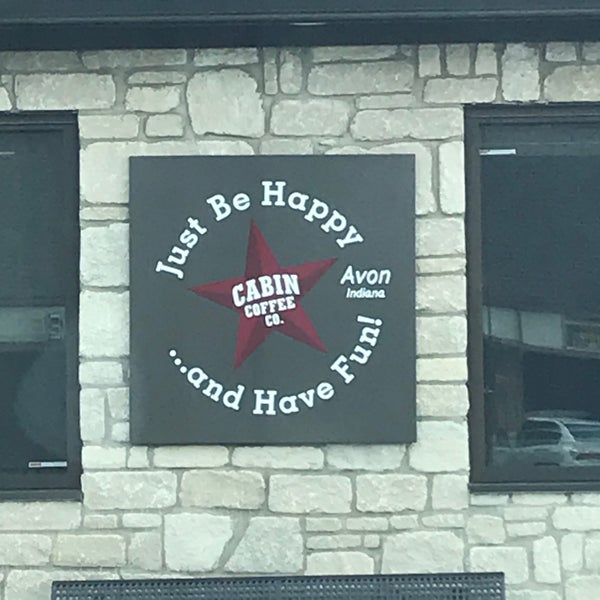 Just Be Happy
CABIN
COFFEE
CO.
Avon
Indiana
...and Have Fun!